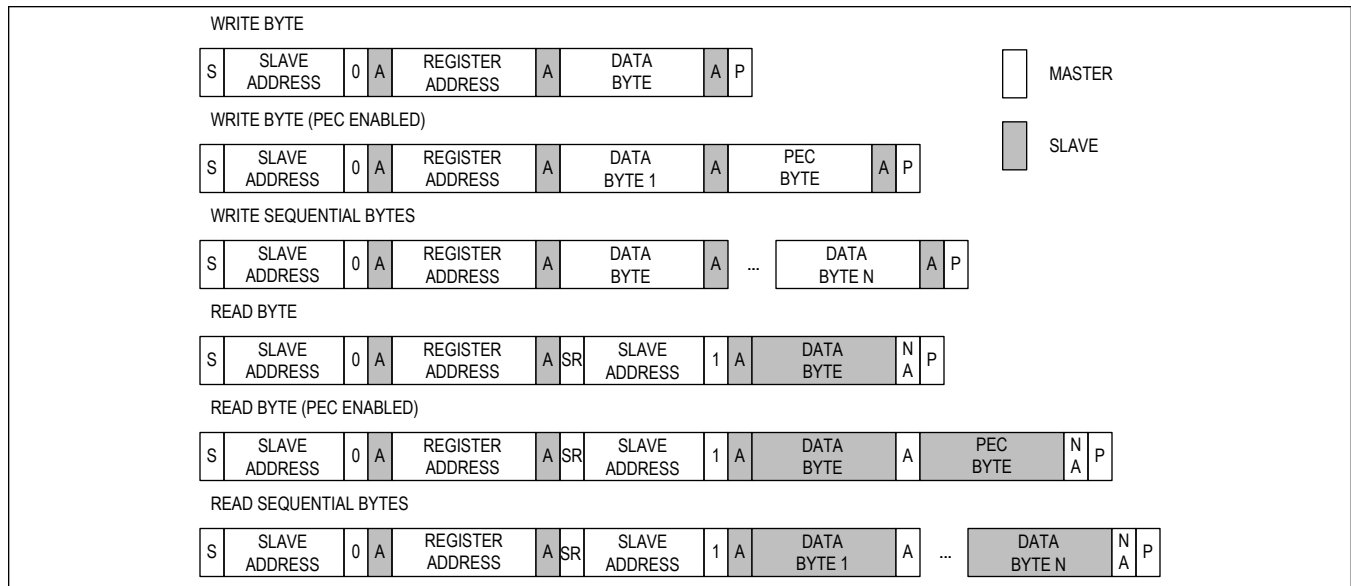 WRITE BYTE
S SLAVE ADDRESS 0 A REGISTER ADDRESS A DATA BYTE A P
MASTER
WRITE BYTE (PEC ENABLED)
SLAVE
S SLAVE ADDRESS 0 A REGISTER ADDRESS A DATA BYTE 1 A PEC BYTE A P
WRITE SEQUENTIAL BYTES
S SLAVE ADDRESS 0 A REGISTER ADDRESS A DATA BYTE A ... DATA BYTE N A P
READ BYTE
S SLAVE ADDRESS 0 A REGISTER ADDRESS A SR SLAVE ADDRESS 1 A DATA BYTE N A P
READ BYTE (PEC ENABLED)
S SLAVE ADDRESS 0 A REGISTER ADDRESS A SR SLAVE ADDRESS 1 A DATA BYTE A PEC BYTE N A P
READ SEQUENTIAL BYTES
S SLAVE ADDRESS 0 A REGISTER ADDRESS A SR SLAVE ADDRESS 1 A DATA BYTE 1 A ... DATA BYTE N N A P